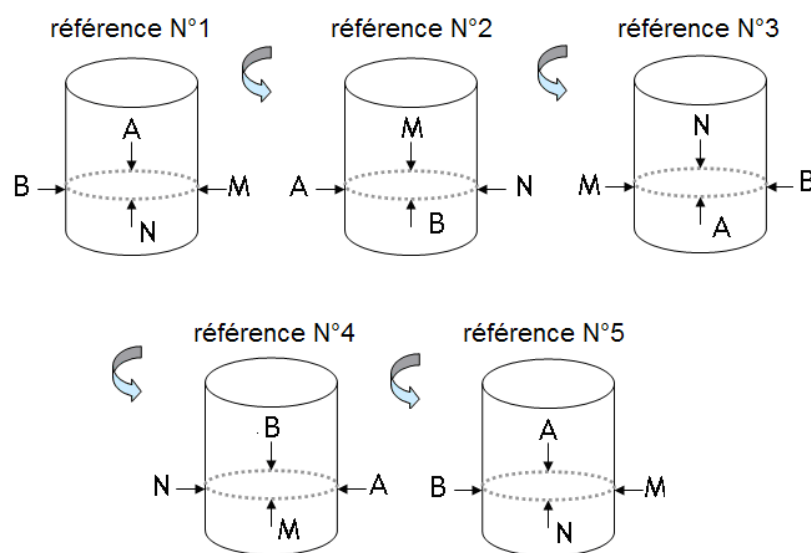 référence N°1 référence N°2 référence N°3
A M N
B M A N M B
N B A
référence N°4 référence N°5
B A
N A B M
M N